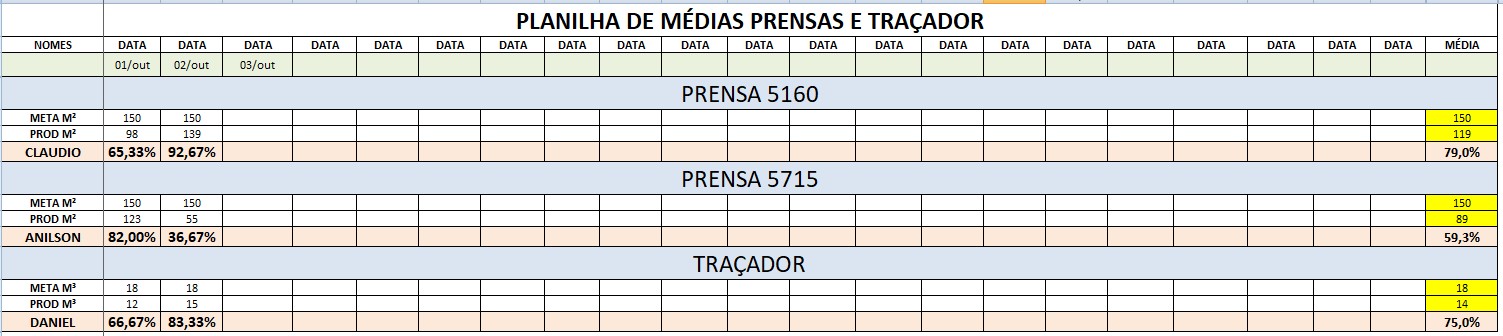 PLANILHA DE MÉDIAS PRENSAS E TRAÇADOR
NOMES DATA DATA DATA DATA DATA DATA DATA DATA DATA DATA DATA DATA DATA DATA DATA DATA DATA DATA DATA DATA DATA MÉDIA
01/out 02/out 03/out
PRENSA 5160
META M² 150 150 150
PROD M² 98 139 119
CLAUDIO 65,33% 92,67% 79,0%
PRENSA 5715
META M² 150 150 150
PROD M² 123 55 89
ANILSON 82,00% 36,67% 59,3%
TRAÇADOR
META M³ 18 18 18
PROD M³ 12 15 14
DANIEL 66,67% 83,33% 75,0%